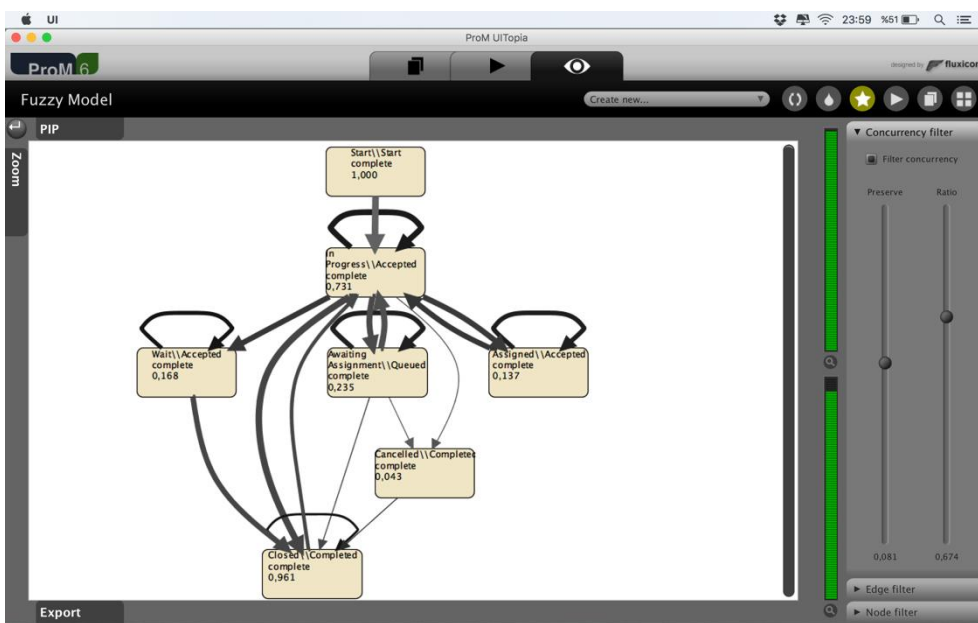 UI
23:59 %51
ProM UITopia
ProM 6
designed by fluxicon
Fuzzy Model
Create new...
PIP
Zoom
Concurrency filter
Filter concurrency
Preserve Ratio
Start\\Start
complete
1,000
In
Progress\\Accepted
complete
0,731
Wait\\Accepted
complete
0,168
Awaiting
Assignment\\Queued
complete
0,235
Assigned\\Accepted
complete
0,137
Cancelled\\Completed
complete
0,043
Closed\\Completed
complete
0,961
0,081 0,674
Edge filter
Export
Node filter